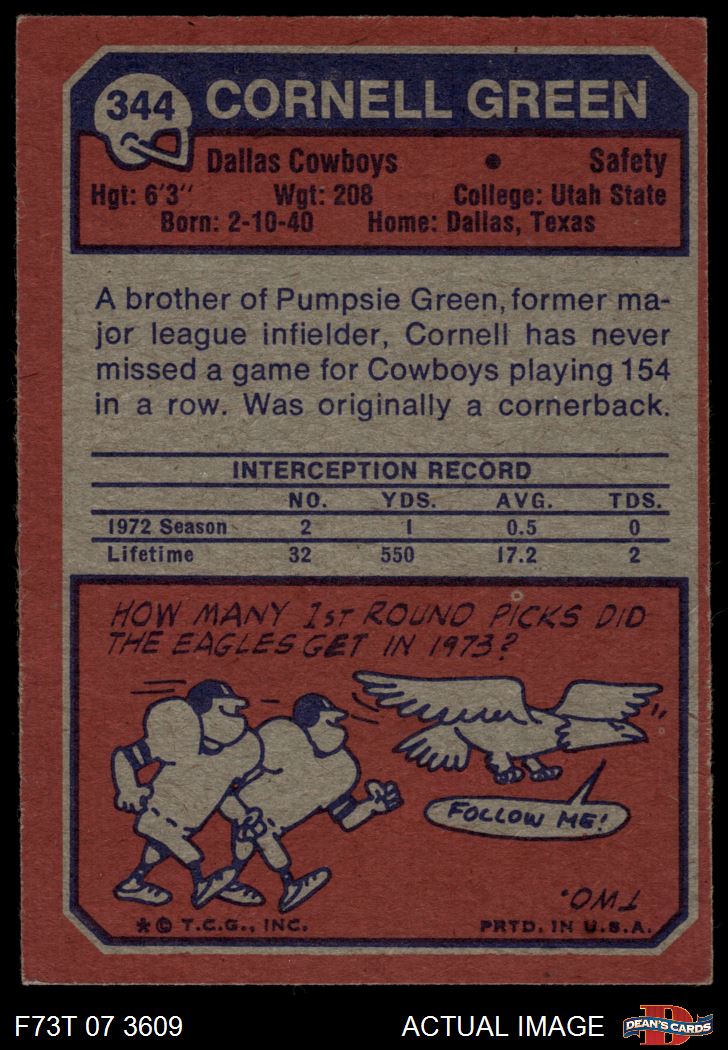 344 CORNELL GREEN
Dallas Cowboys • Safety
Hgt: 6'3" Wgt: 208 College: Utah State
Born: 2-10-40 Home: Dallas, Texas
A brother of Pumpsie Green, former ma-
jor league infielder, Cornell has never
missed a game for Cowboys playing 154
in a row. Was originally a cornerback.
INTERCEPTION RECORD
NO. YDS. AVG. TDS.
1972 Season 2 1 0.5 0
Lifetime 32 550 17.2 2
HOW MANY 1ST ROUND PICKS DID
THE EAGLES GET IN 1973?
FOLLOW ME!
TWO.
* © T.C.G., INC. PRTD. IN U.S.A.
F73T 07 3609 ACTUAL IMAGE D DEAN'S CARDS